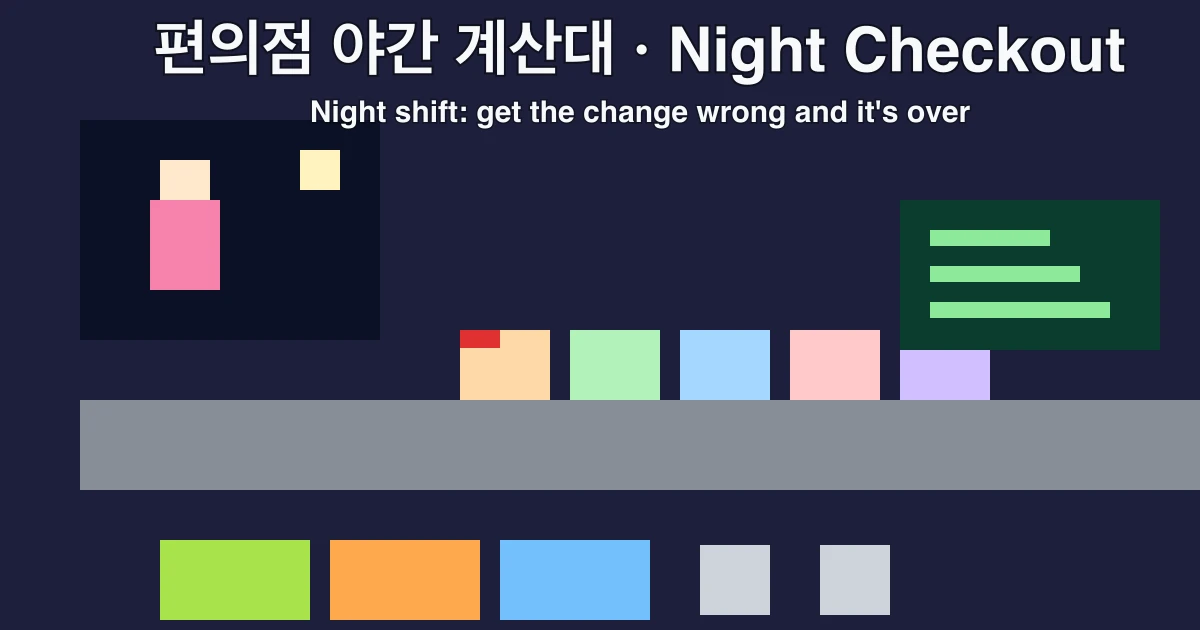 편의점 야간 계산대 · Night Checkout
Night shift: get the change wrong and it's over